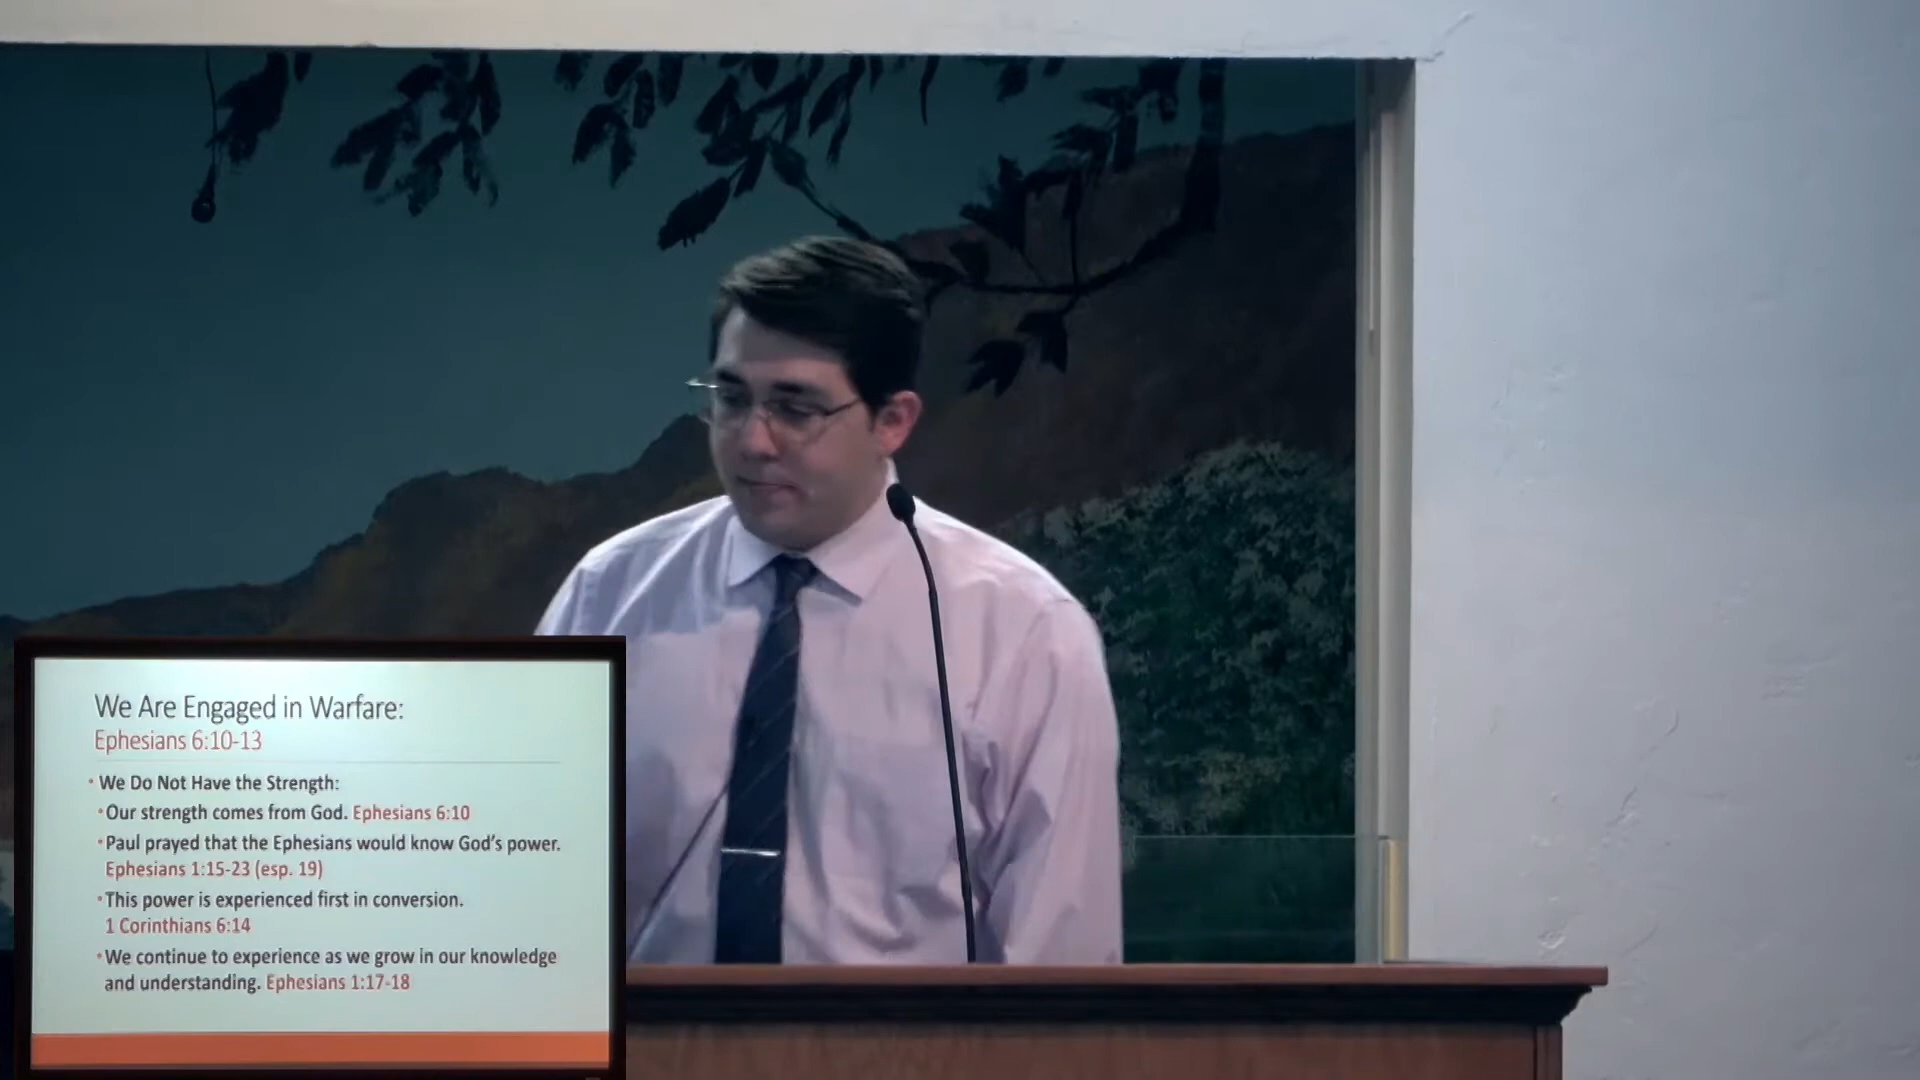 We Are Engaged in Warfare:
Ephesians 6:10-13
• We Do Not Have the Strength:
• Our strength comes from God. Ephesians 6:10
• Paul prayed that the Ephesians would know God's power.
Ephesians 1:15-23 (esp. 19)
• This power is experienced first in conversion.
1 Corinthians 6:14
• We continue to experience as we grow in our knowledge
and understanding. Ephesians 1:17-18